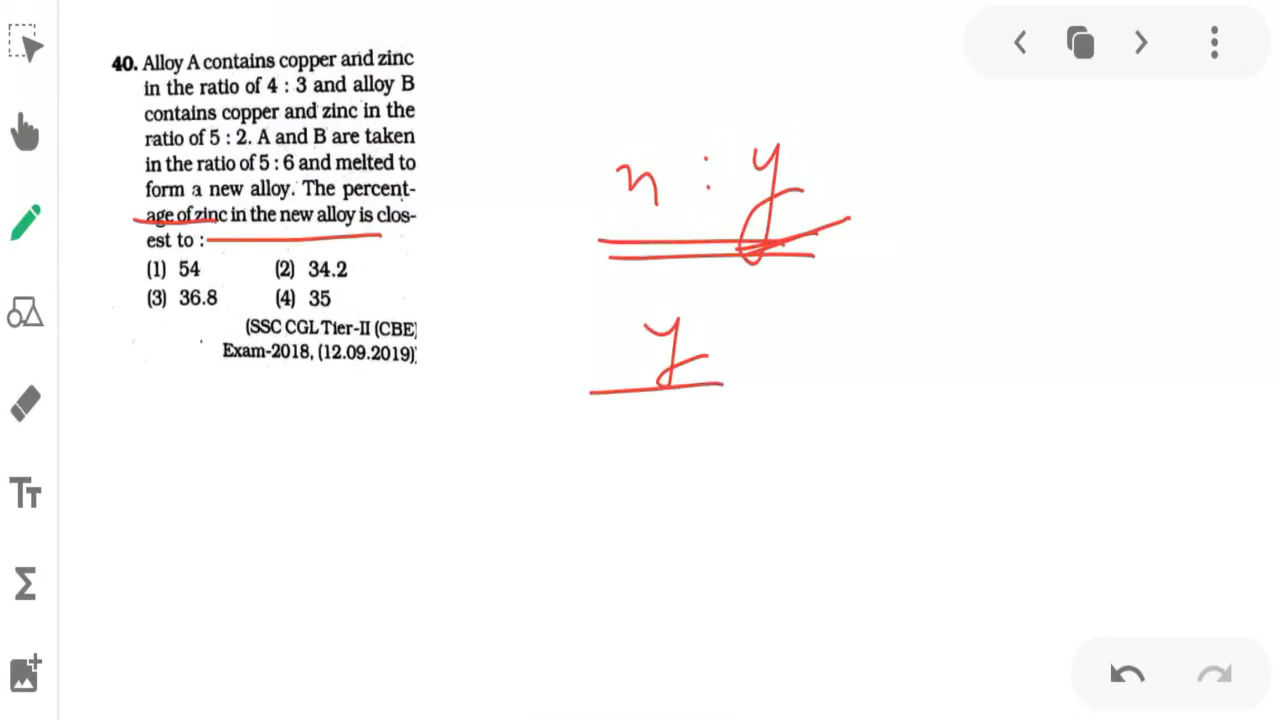 40. Alloy A contains copper and zinc
in the ratio of 4 : 3 and alloy B
contains copper and zinc in the
ratio of 5 : 2. A and B are taken
in the ratio of 5 : 6 and melted to
form a new alloy. The percent-
age of zinc in the new alloy is clos-
est to :
(1) 54 (2) 34.2
(3) 36.8 (4) 35
(SSC CGL Tier-II (CBE)
Exam-2018, (12.09.2019)
n : y
y
TT
Σ